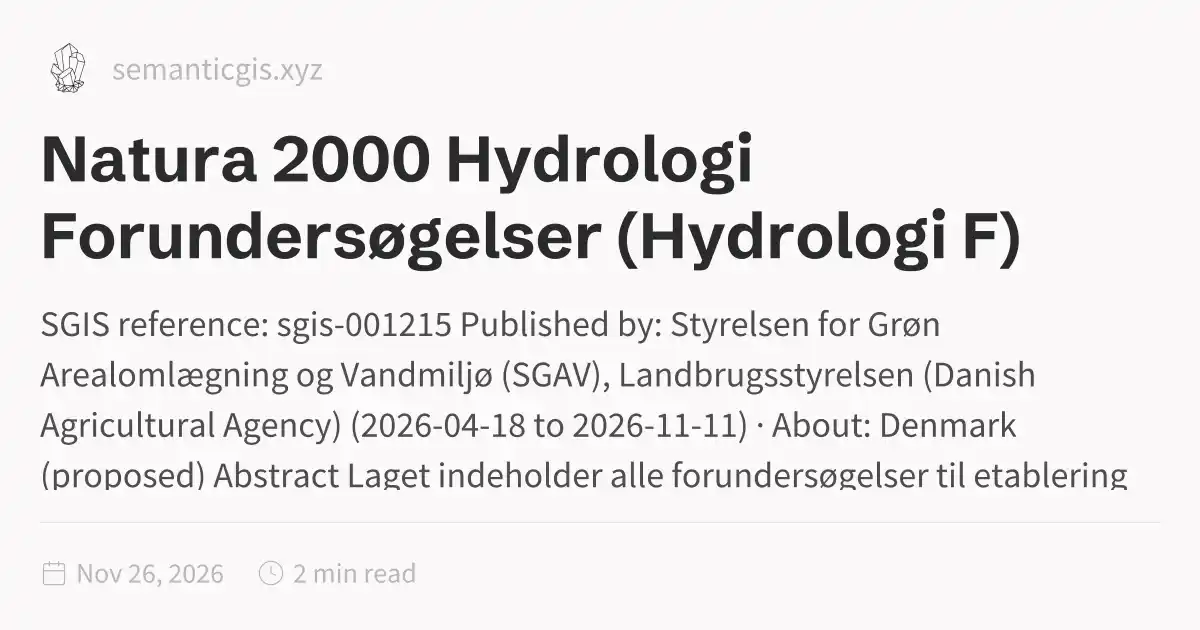 semanticgis.xyz
Natura 2000 Hydrologi
Forundersøgelser (Hydrologi F)
SGIS reference: sgis-001215 Published by: Styrelsen for Grøn
Arealomlægning og Vandmiljø (SGAV), Landbrugsstyrelsen (Danish
Agricultural Agency) (2026-04-18 to 2026-11-11) · About: Denmark
(proposed) Abstract Laget indeholder alle forundersøgelser til etablering
Nov 26, 2026 2 min read